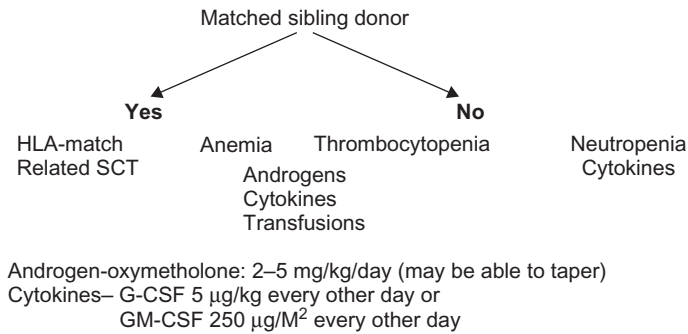 Matched sibling donor
Yes No
HLA-match Anemia Thrombocytopenia Neutropenia
Related SCT Cytokines
Androgens
Cytokines
Transfusions
Androgen-oxymetholone: 2–5 mg/kg/day (may be able to taper)
Cytokines– G-CSF 5 μg/kg every other day or
GM-CSF 250 μg/M² every other day